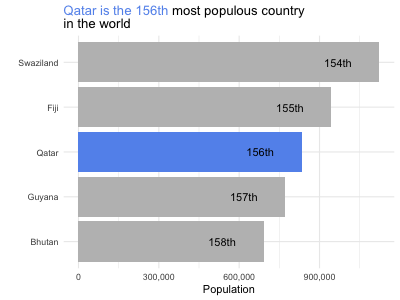 Qatar is the 156th most populous country
in the world
Swaziland
154th
Fiji
155th
Qatar
156th
Guyana
157th
Bhutan
158th
0
300,000
600,000
900,000
Population